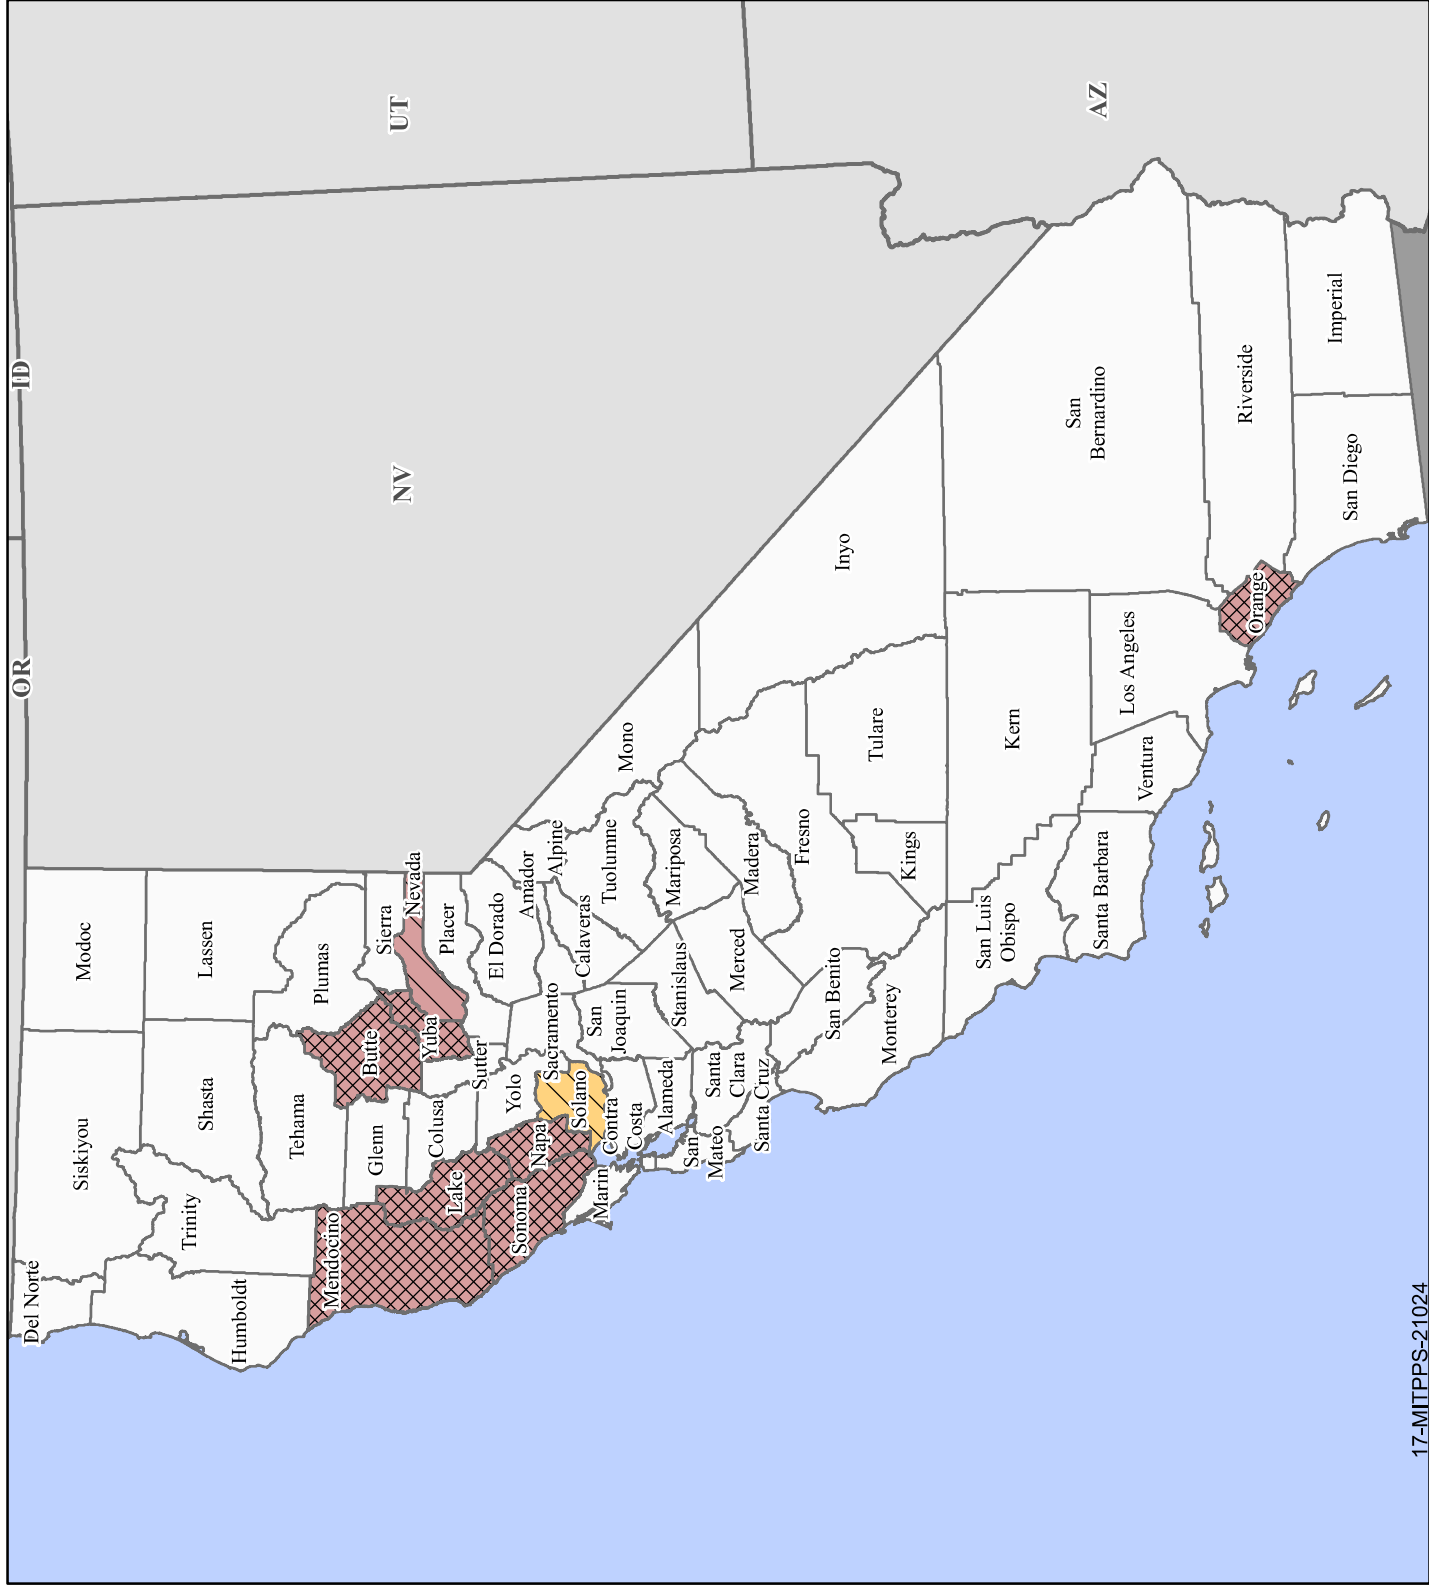 OR
ID
NV
UT
AZ
Del Norte
Siskiyou
Modoc
Humboldt
Trinity
Shasta
Lassen
Mendocino
Tehama
Plumas
Glenn
Butte
Sierra
Nevada
Lake
Colusa
Yuba
Placer
Sutter
El Dorado
Sonoma
Napa
Yolo
Sacramento
Amador
Alpine
Marin
Solano
Calaveras
Tuolumne
Mono
Contra
Costa
San
Joaquin
Alameda
Stanislaus
Mariposa
San
Mateo
Santa
Clara
Merced
Madera
Santa Cruz
San Benito
Fresno
Inyo
Monterey
Kings
Tulare
San Luis
Obispo
Kern
San
Bernardino
Santa Barbara
Ventura
Los Angeles
Orange
Riverside
San Diego
Imperial
17-MITPPS-21024